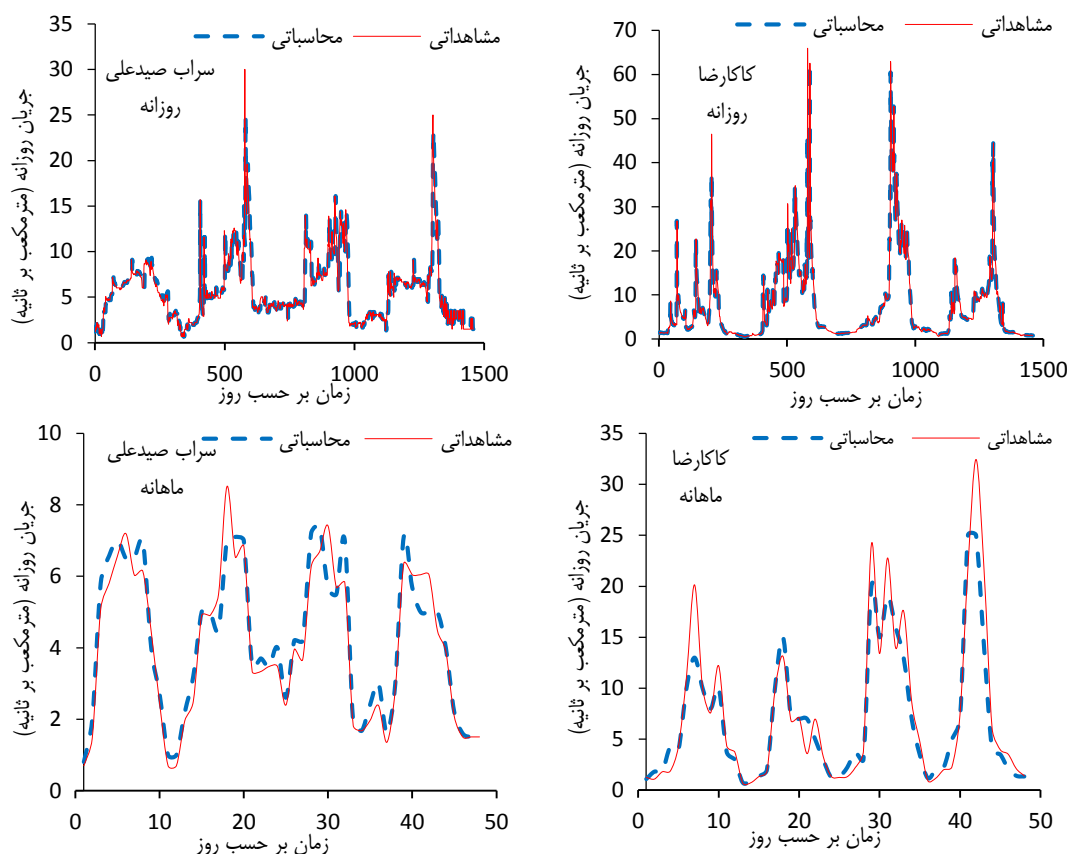 مشاهداتی
محاسباتی
سراب صیدعلی
روزانه
جریان روزانه (مترمکعب بر ثانیه)
35
30
25
20
15
10
5
0
0 500 1000 1500
زمان بر حسب روز
مشاهداتی
محاسباتی
کاکارضا
روزانه
جریان روزانه (مترمکعب بر ثانیه)
70
60
50
40
30
20
10
0
0 500 1000 1500
زمان بر حسب روز
مشاهداتی
محاسباتی
سراب صیدعلی
ماهانه
جریان روزانه (مترمکعب بر ثانیه)
10
8
6
4
2
0
0 10 20 30 40 50
زمان بر حسب روز
مشاهداتی
محاسباتی
کاکارضا
ماهانه
جریان روزانه (مترمکعب بر ثانیه)
35
30
25
20
15
10
5
0
0 10 20 30 40 50
زمان بر حسب روز